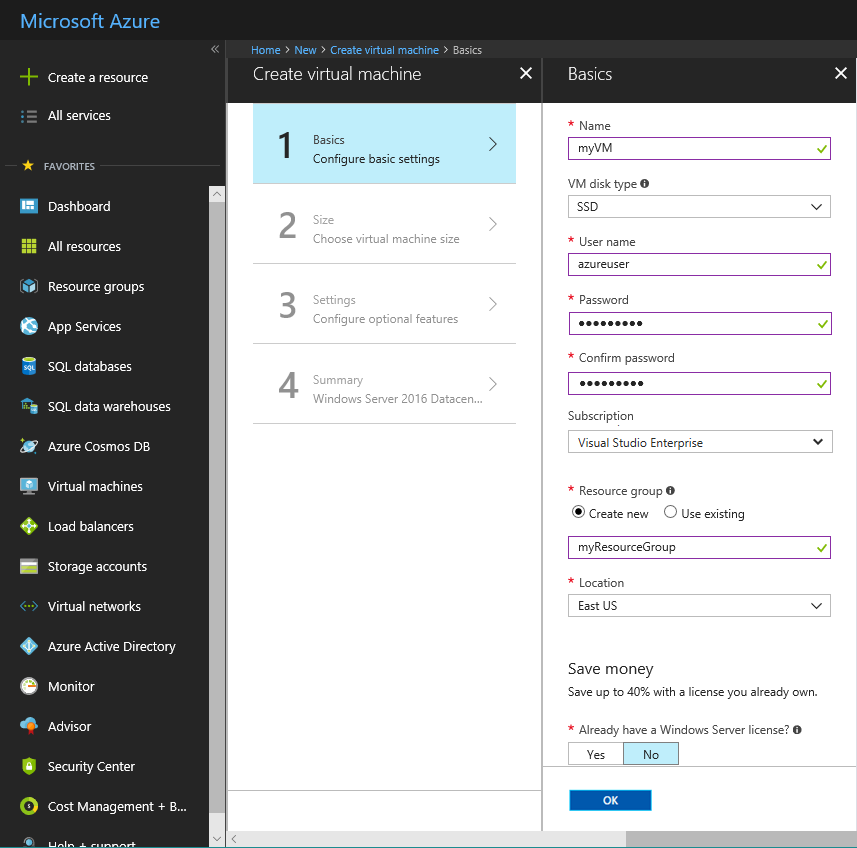 Microsoft Azure
Home > New > Create virtual machine > Basics
Create a resource
All services
FAVORITES
Dashboard
All resources
Resource groups
App Services
SQL databases
SQL data warehouses
Azure Cosmos DB
Virtual machines
Load balancers
Storage accounts
Virtual networks
Azure Active Directory
Monitor
Advisor
Security Center
Cost Management + B...
Help + support
Create virtual machine
1
Basics
Configure basic settings
2
Size
Choose virtual machine size
3
Settings
Configure optional features
4
Summary
Windows Server 2016 Datacen...
Basics
* Name
myVM
VM disk type
SSD
* User name
azureuser
* Password
•••••••••
* Confirm password
•••••••••
Subscription
Visual Studio Enterprise
* Resource group
Create new Use existing
myResourceGroup
* Location
East US
Save money
Save up to 40% with a license you already own.
* Already have a Windows Server license?
Yes No
OK